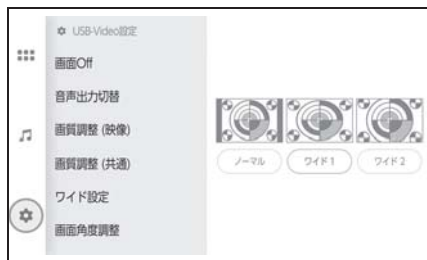 USB-Video設定
画面Off
音声出力切替
画質調整 (映像)
画質調整 (共通)
ワイド設定
画面角度調整
ノーマル
ワイド1
ワイド2